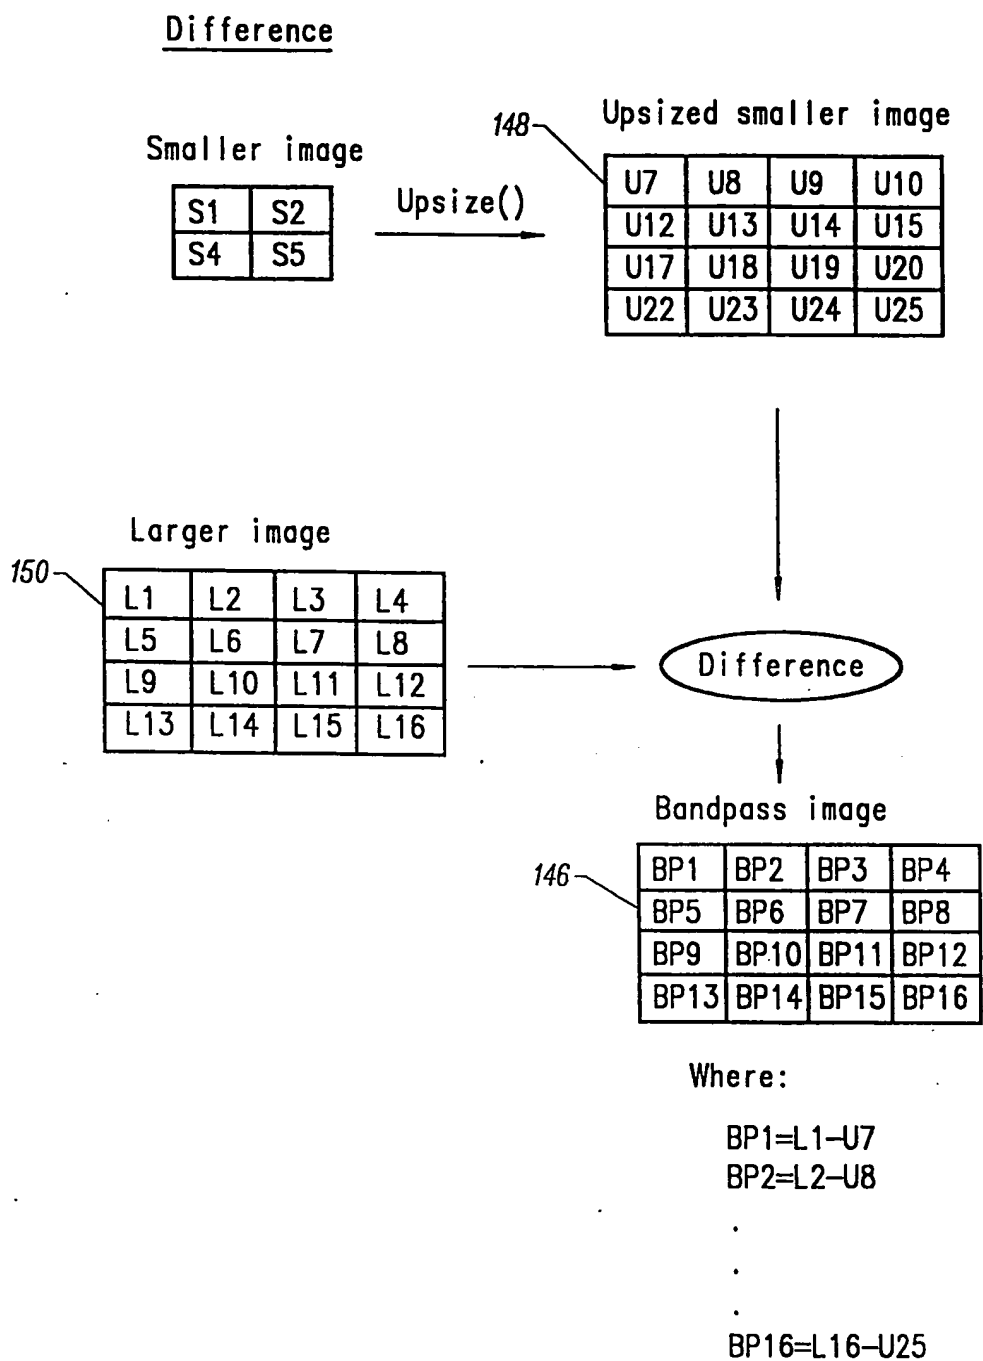 Difference
148
Upsized smaller image
Smaller image
U7 U8 U9 U10
S1 S2
Upsize()
U12 U13 U14 U15
S4 S5
U17 U18 U19 U20
U22 U23 U24 U25
Larger image
150
L1 L2 L3 L4
L5 L6 L7 L8
L9 L10 L11 L12
L13 L14 L15 L16
Difference
Bandpass image
146
BP1 BP2 BP3 BP4
BP5 BP6 BP7 BP8
BP9 BP10 BP11 BP12
BP13 BP14 BP15 BP16
Where:
BP1=L1-U7
BP2=L2-U8
.
.
.
BP16=L16-U25